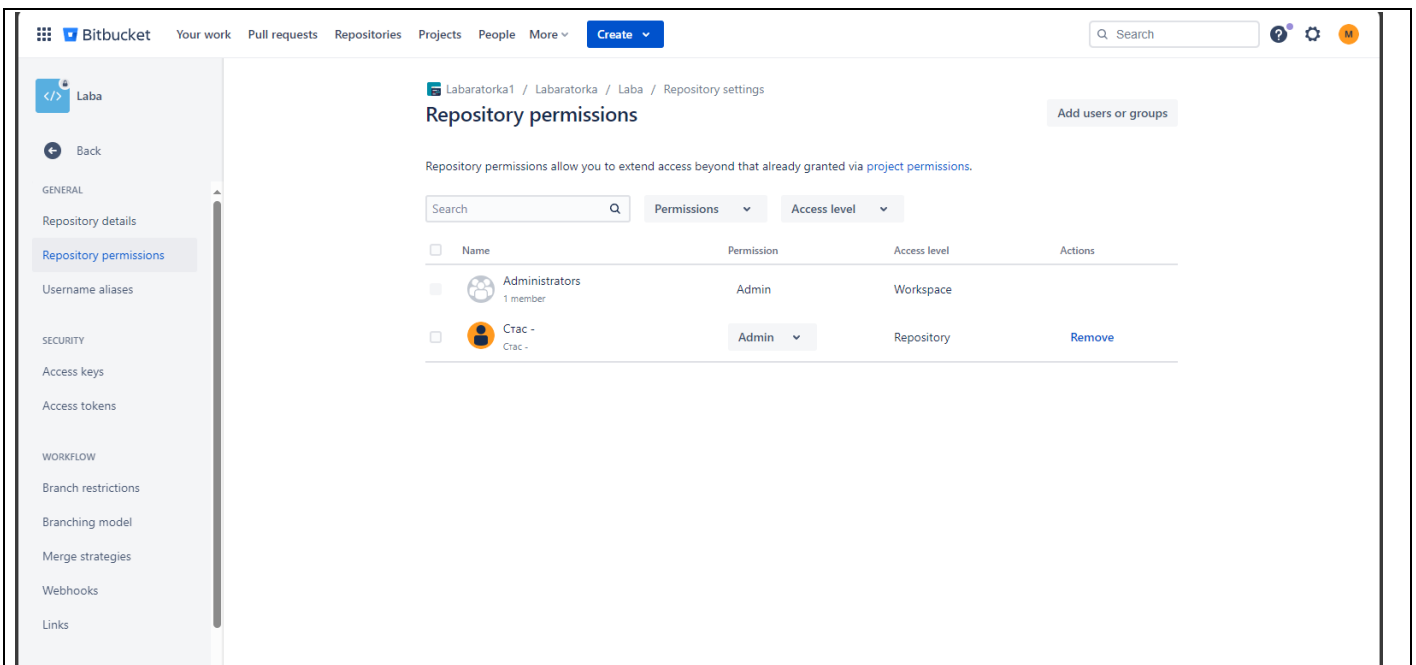 Bitbucket Your work Pull requests Repositories Projects People More Create Search ? M
</> Laba
Back
GENERAL
Repository details
Repository permissions
Username aliases
SECURITY
Access keys
Access tokens
WORKFLOW
Branch restrictions
Branching model
Merge strategies
Webhooks
Links
Labaratorka1 / Labaratorka / Laba / Repository settings
Repository permissions
Add users or groups
Repository permissions allow you to extend access beyond that already granted via project permissions.
Search Permissions Access level
Name Permission Access level Actions
Administrators
1 member
Admin Workspace
Стас -
Стас -
Admin Repository Remove